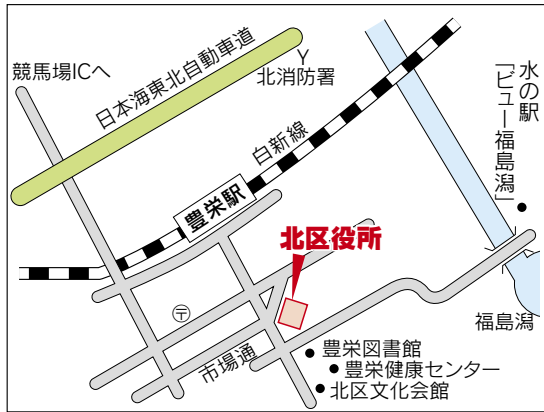 競馬場ICへ
日本海東北自動車道
Y
北消防署
水の駅
「ビュー福島潟」
白新線
豊栄駅
北区役所
〒
福島潟
市場通
豊栄図書館
豊栄健康センター
北区文化会館